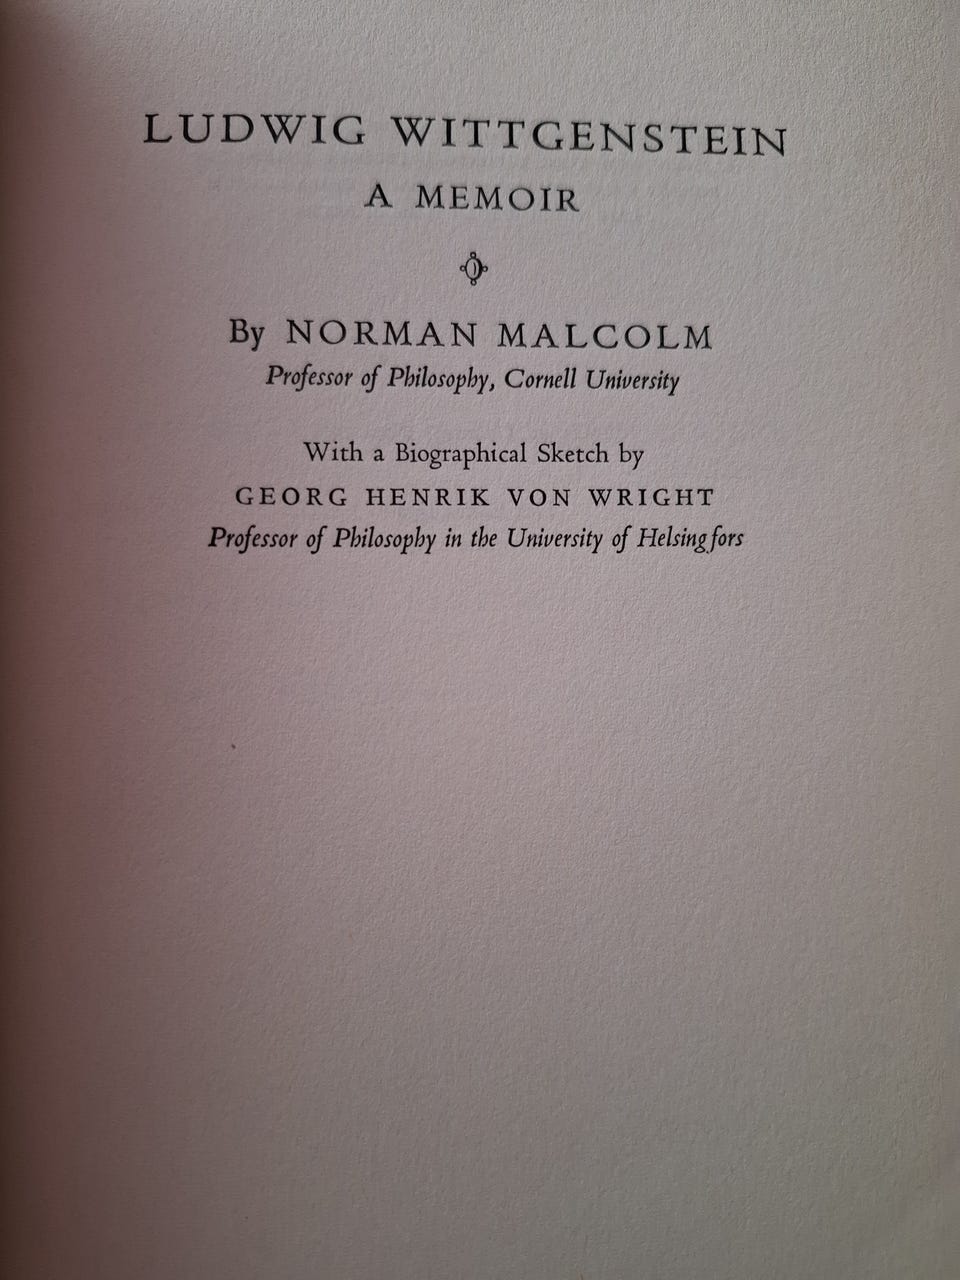 LUDWIG WITTGENSTEIN
A MEMOIR
By NORMAN MALCOLM
Professor of Philosophy, Cornell University
With a Biographical Sketch by
GEORG HENRIK VON WRIGHT
Professor of Philosophy in the University of Helsingfors